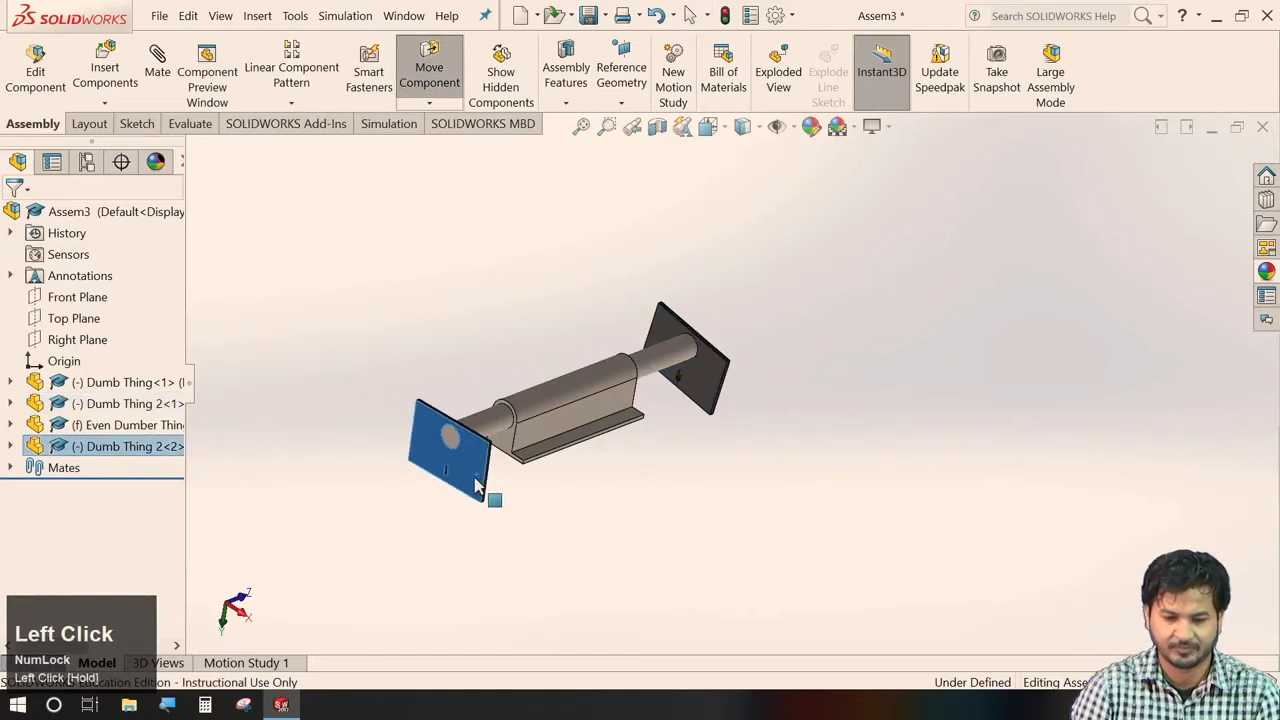 SOLIDWORKS File Edit View Insert Tools Simulation Window Help Assem3 * Search SOLIDWORKS Help ?
Edit Component
Insert Components
Mate
Component Preview Window
Linear Component Pattern
Smart Fasteners
Move Component
Show Hidden Components
Assembly Features
Reference Geometry
New Motion Study
Bill of Materials
Exploded View
Explode Line Sketch
Instant3D
Update Speedpak
Take Snapshot
Large Assembly Mode
Assembly Layout Sketch Evaluate SOLIDWORKS Add-Ins Simulation SOLIDWORKS MBD
Assem3 (Default<Display
History
Sensors
Annotations
Front Plane
Top Plane
Right Plane
Origin
(-) Dumb Thing<1> (
(-) Dumb Thing 2<1>
(f) Even Dumber Thin
(-) Dumb Thing 2<2>
Mates
Z
X
Y
Left Click
NumLock
Left Click [Hold]
Model 3D Views Motion Study 1
SOLIDWORKS Education Edition - Instructional Use Only Under Defined Editing Asse